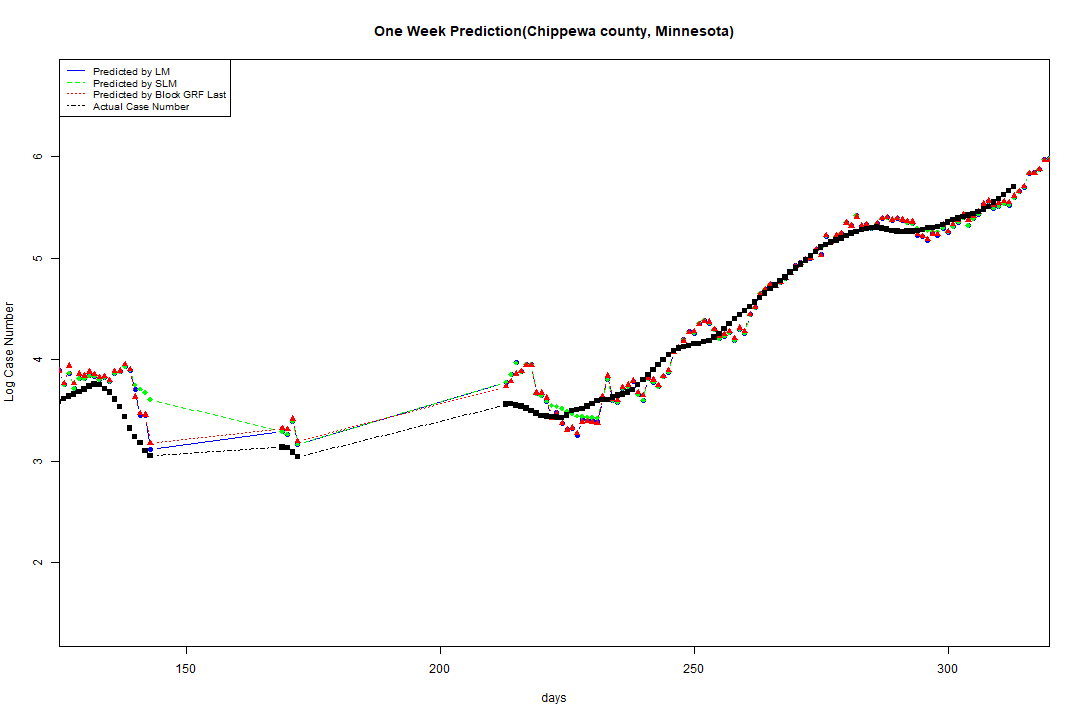 One Week Prediction(Chippewa county, Minnesota)
Predicted by LM
Predicted by SLM
Predicted by Block GRF Last
Actual Case Number
Log Case Number
6
5
4
3
2
150
200
250
300
days